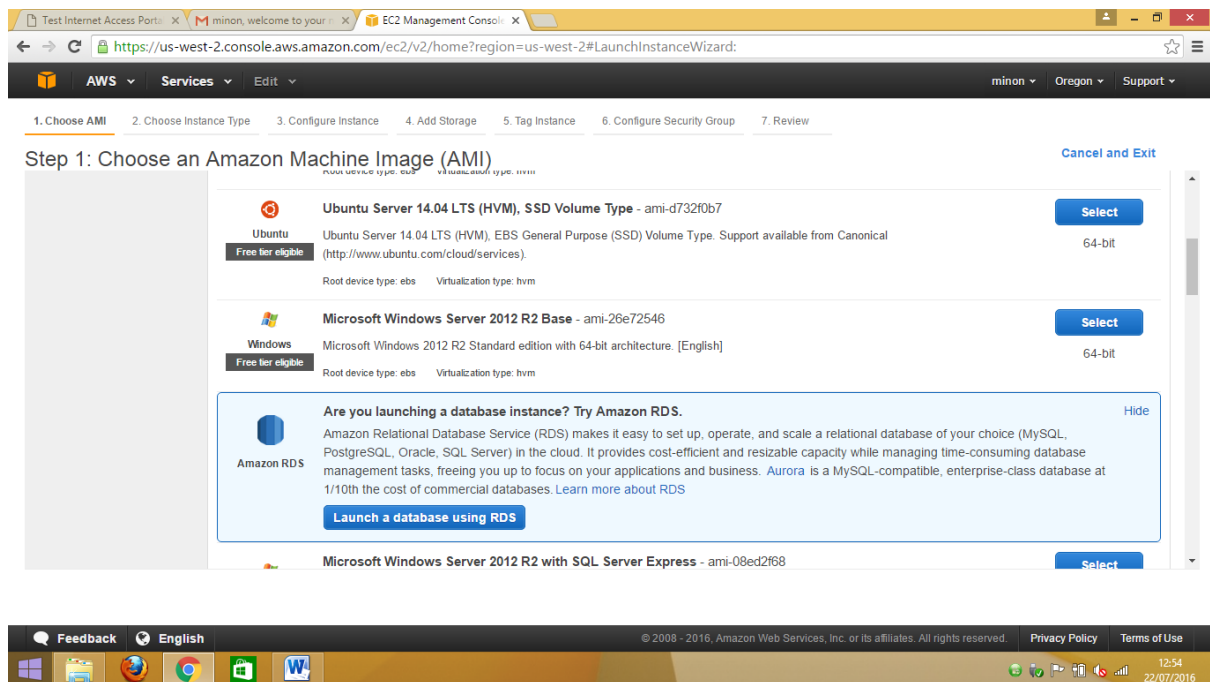 Test Internet Access Porta
minon, welcome to your n
EC2 Management Console
https://us-west-2.console.aws.amazon.com/ec2/v2/home?region=us-west-2#LaunchInstanceWizard:
AWS Services Edit minon Oregon Support
1. Choose AMI 2. Choose Instance Type 3. Configure Instance 4. Add Storage 5. Tag Instance 6. Configure Security Group 7. Review
Step 1: Choose an Amazon Machine Image (AMI)
Cancel and Exit
Root device type: ebs Virtualization type: hvm
Ubuntu Server 14.04 LTS (HVM), SSD Volume Type - ami-d732f0b7
Select
Ubuntu
Free tier eligible
Ubuntu Server 14.04 LTS (HVM), EBS General Purpose (SSD) Volume Type. Support available from Canonical
(http://www.ubuntu.com/cloud/services).
64-bit
Root device type: ebs Virtualization type: hvm
Microsoft Windows Server 2012 R2 Base - ami-26e72546
Select
Windows
Free tier eligible
Microsoft Windows 2012 R2 Standard edition with 64-bit architecture. [English]
64-bit
Root device type: ebs Virtualization type: hvm
Are you launching a database instance? Try Amazon RDS.
Hide
Amazon RDS
Amazon Relational Database Service (RDS) makes it easy to set up, operate, and scale a relational database of your choice (MySQL,
PostgreSQL, Oracle, SQL Server) in the cloud. It provides cost-efficient and resizable capacity while managing time-consuming database
management tasks, freeing you up to focus on your applications and business. Aurora is a MySQL-compatible, enterprise-class database at
1/10th the cost of commercial databases. Learn more about RDS
Launch a database using RDS
Microsoft Windows Server 2012 R2 with SQL Server Express - ami-08ed2f68
Select
Feedback English
© 2008 - 2016, Amazon Web Services, Inc. or its affiliates. All rights reserved. Privacy Policy Terms of Use
12:54
22/07/2016